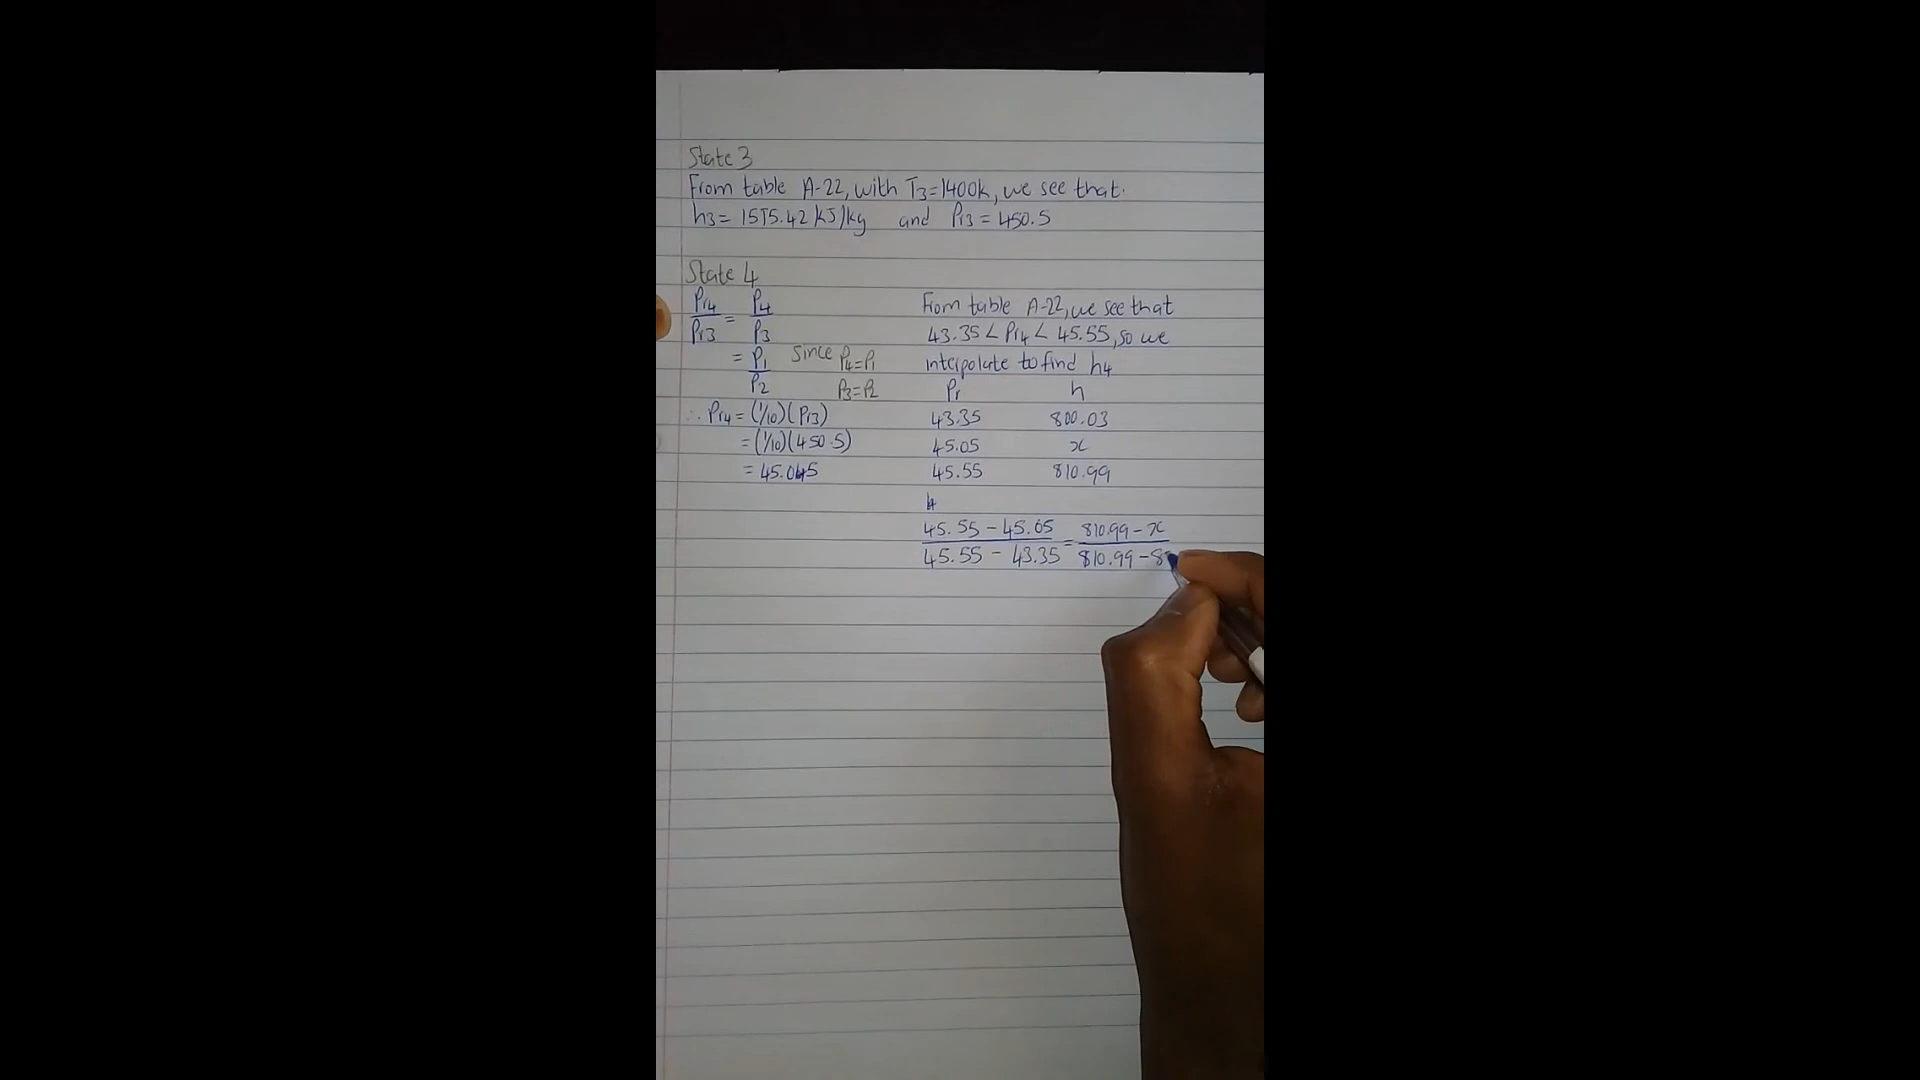 State 3
From table A-22, with T3=1400k, we see that.
h3= 1515.42 kJ/kg and Pr3 = 450.5
State 4
Pr4/Pr3 = P4/P3
= P1/P2 since P4=P1
P3=P2
∴ Pr4 = (1/10)(Pr3)
= (1/10)(450.5)
= 45.045
From table A-22, we see that
43.35 < Pr4 < 45.55, so we
interpolate to find h4
Pr h
43.35 800.03
45.05 x
45.55 810.99
(45.55 - 45.05)/(45.55 - 43.35) = (810.99 - x)/(810.99 - 8